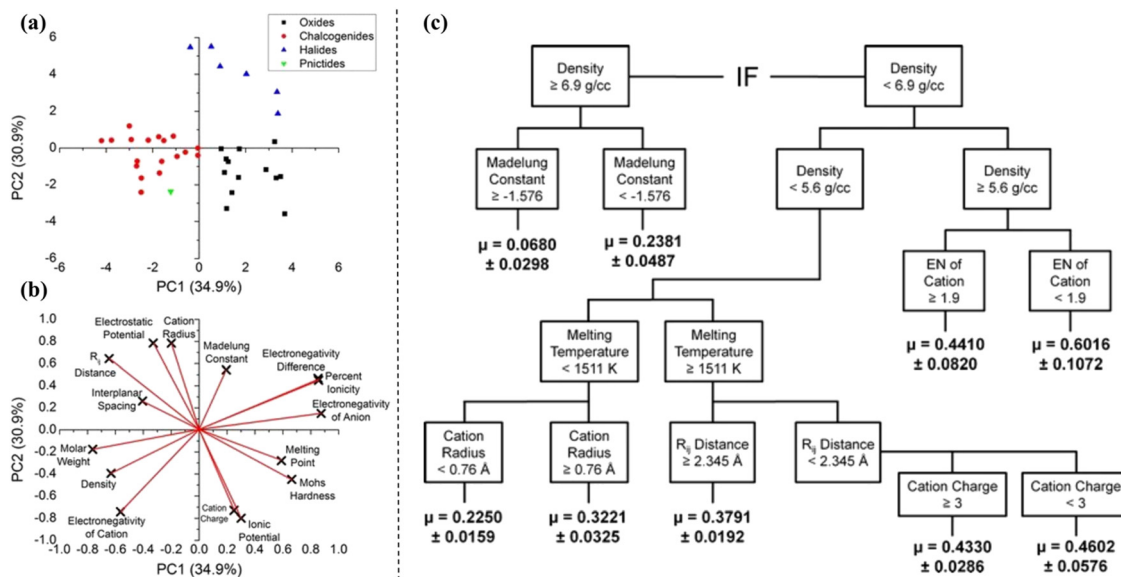 (a)
Oxides
Chalcogenides
Halides
Pnictides
6
4
2
0
-2
-4
-6
-6 -4 -2 0 2 4 6
PC2 (30.9%)
PC1 (34.9%)
(b)
1.0
0.8
0.6
0.4
0.2
0.0
-0.2
-0.4
-0.6
-0.8
-1.0
-1.0 -0.8 -0.6 -0.4 -0.2 0.0 0.2 0.4 0.6 0.8 1.0
PC2 (30.9%)
PC1 (34.9%)
Electrostatic
Potential
Cation
Radius
Rij
Distance
Madelung
Constant
Electronegativity
Difference
Percent
Ionicity
Interplanar
Spacing
Electronegativity
of Anion
Molar
Weight
Melting
Point
Density
Mohs
Hardness
Electronegativity
of Cation
Cation
Charge
Ionic
Potential
(c)
Density
≥ 6.9 g/cc
IF
Density
< 6.9 g/cc
Madelung
Constant
≥ -1.576
Madelung
Constant
< -1.576
Density
< 5.6 g/cc
Density
≥ 5.6 g/cc
μ = 0.0680
± 0.0298
μ = 0.2381
± 0.0487
EN of
Cation
≥ 1.9
EN of
Cation
< 1.9
μ = 0.4410
± 0.0820
μ = 0.6016
± 0.1072
Melting
Temperature
< 1511 K
Melting
Temperature
≥ 1511 K
Cation
Radius
< 0.76 Å
Cation
Radius
≥ 0.76 Å
Rij Distance
≥ 2.345 Å
Rij Distance
< 2.345 Å
Cation Charge
≥ 3
Cation Charge
< 3
μ = 0.2250
± 0.0159
μ = 0.3221
± 0.0325
μ = 0.3791
± 0.0192
μ = 0.4330
± 0.0286
μ = 0.4602
± 0.0576